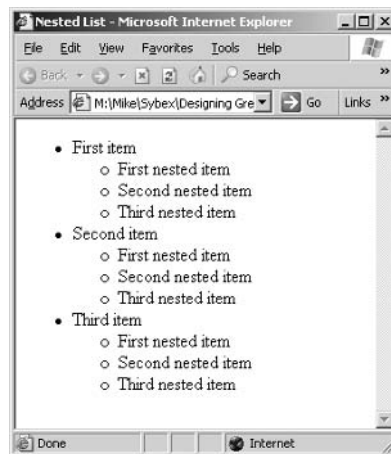 Nested List - Microsoft Internet Explorer
File Edit View Favorites Tools Help
Back Search »
Address M:\Mike\Sybex\Designing Gre Go Links »
• First item
○ First nested item
○ Second nested item
○ Third nested item
• Second item
○ First nested item
○ Second nested item
○ Third nested item
• Third item
○ First nested item
○ Second nested item
○ Third nested item
Done Internet